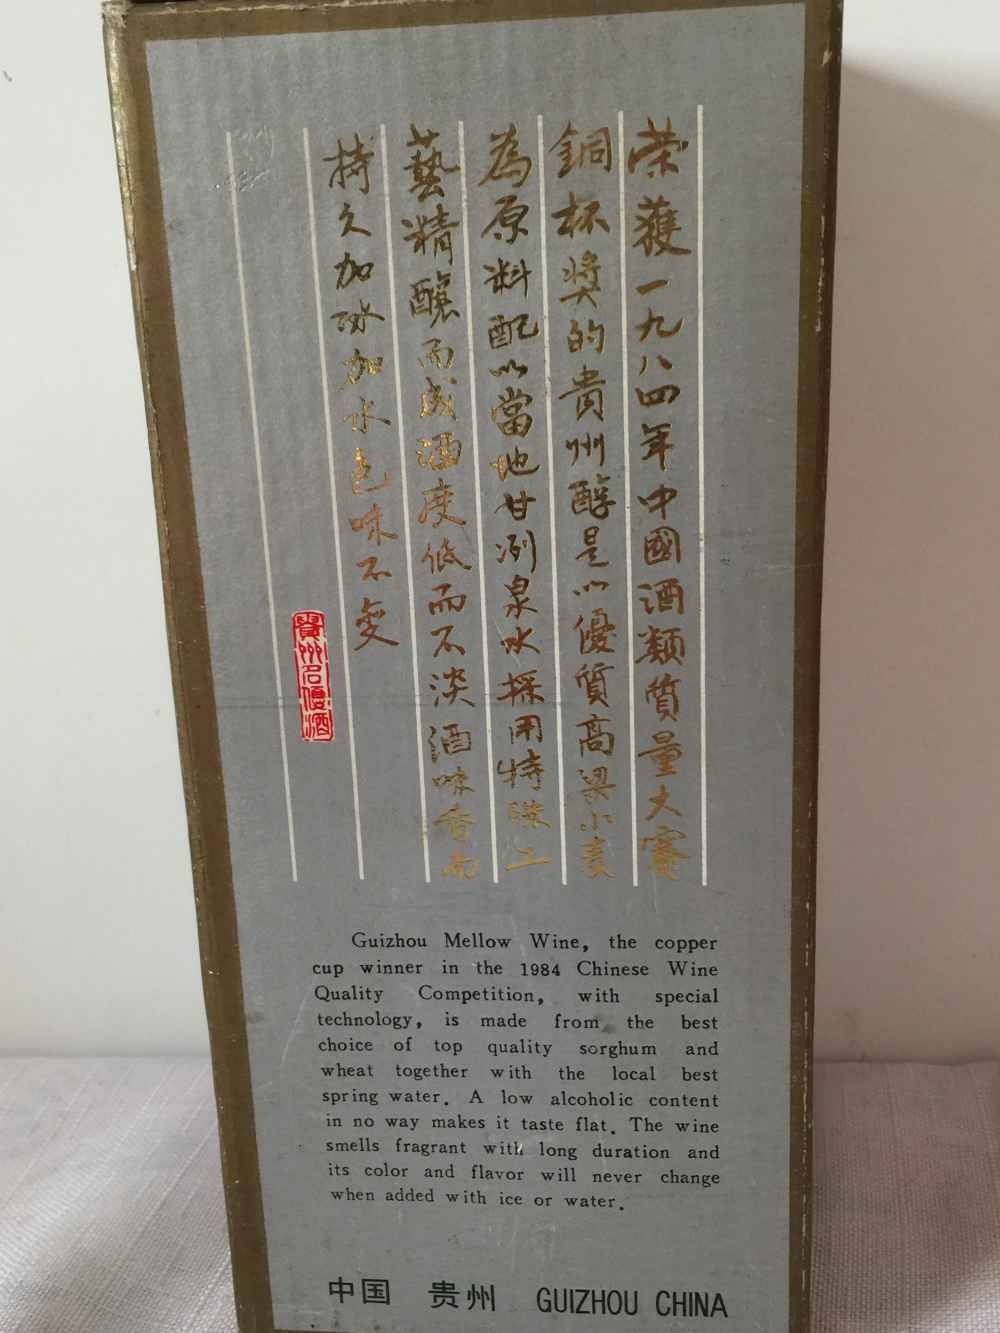 荣獲一九八四年中國酒類質量大賽
銅杯獎的貴州醇是以優質高梁小麦
為原料配以當地甘洌泉水採用特殊工
藝精釀而成酒度低而不淡酒味香而
持久加冰加水色味不变
貴州名優酒
Guizhou Mellow Wine, the copper
cup winner in the 1984 Chinese Wine
Quality Competition, with special
technology, is made from the best
choice of top quality sorghum and
wheat together with the local best
spring water. A low alcoholic content
in no way makes it taste flat. The wine
smells fragrant with long duration and
its color and flavor will never change
when added with ice or water.
中国 贵州 GUIZHOU CHINA